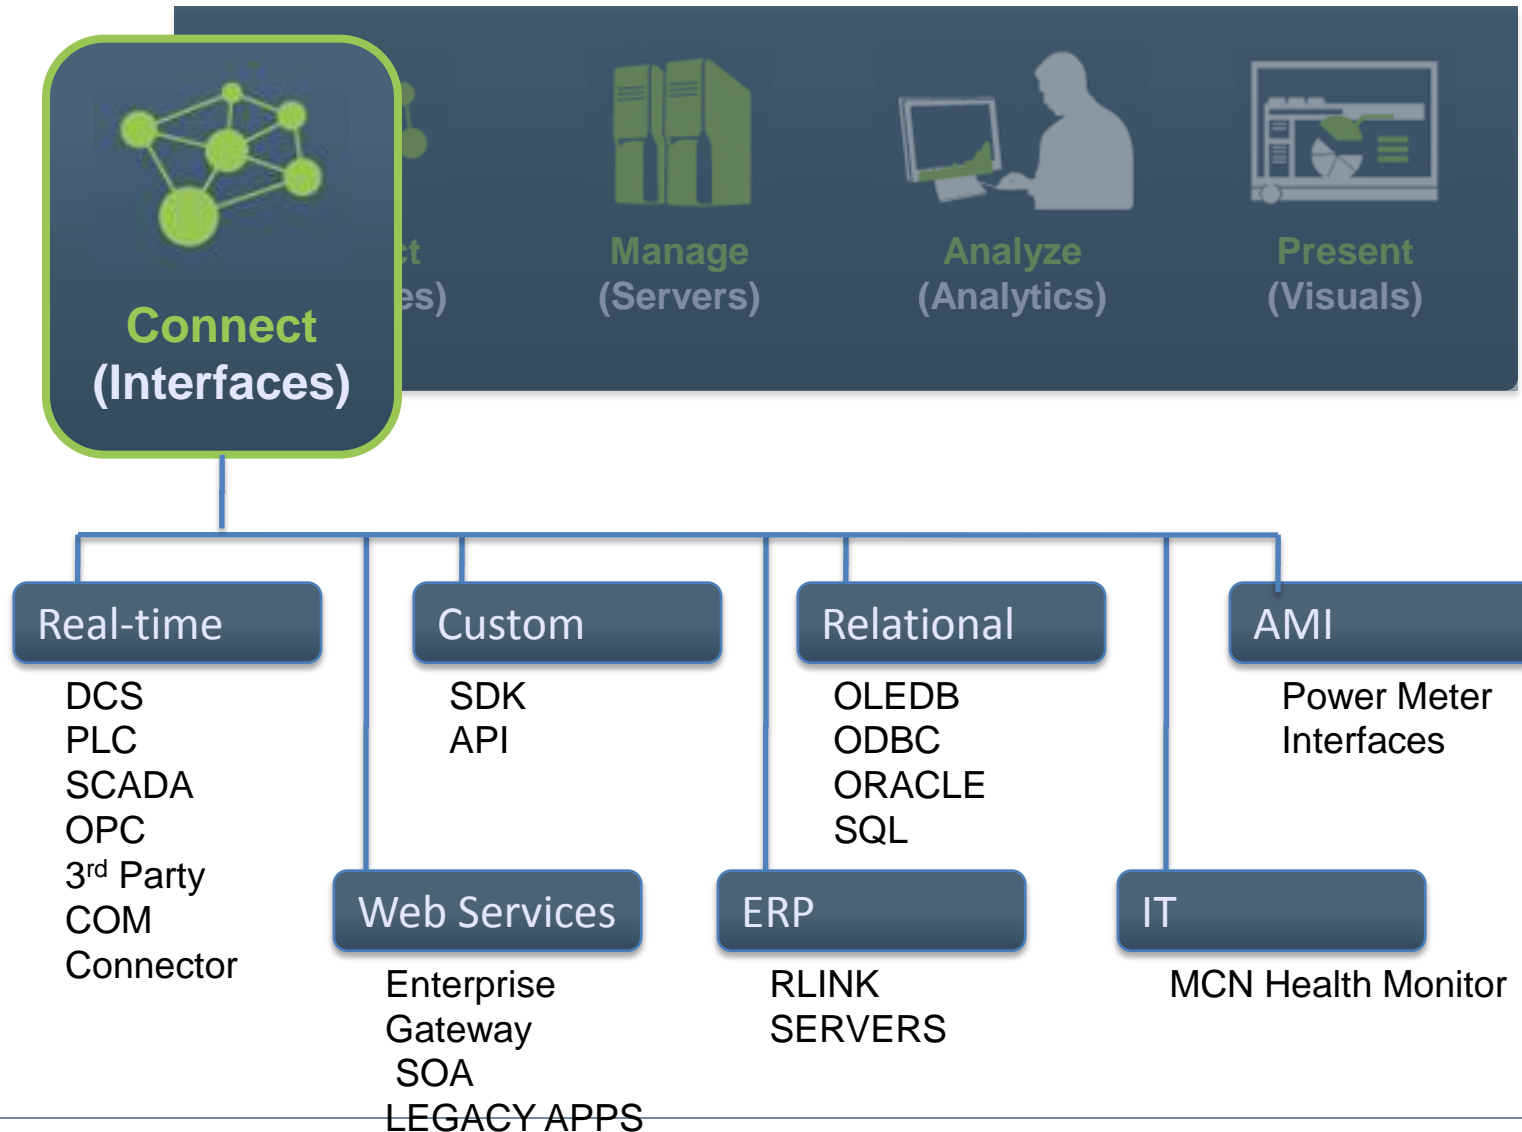 Connect
(Interfaces)
ct
es)
Manage
(Servers)
Analyze
(Analytics)
Present
(Visuals)
Real-time
DCS
PLC
SCADA
OPC
3rd Party
COM
Connector
Custom
SDK
API
Relational
OLEDB
ODBC
ORACLE
SQL
AMI
Power Meter
Interfaces
Web Services
Enterprise
Gateway
SOA
LEGACY APPS
ERP
RLINK
SERVERS
IT
MCN Health Monitor